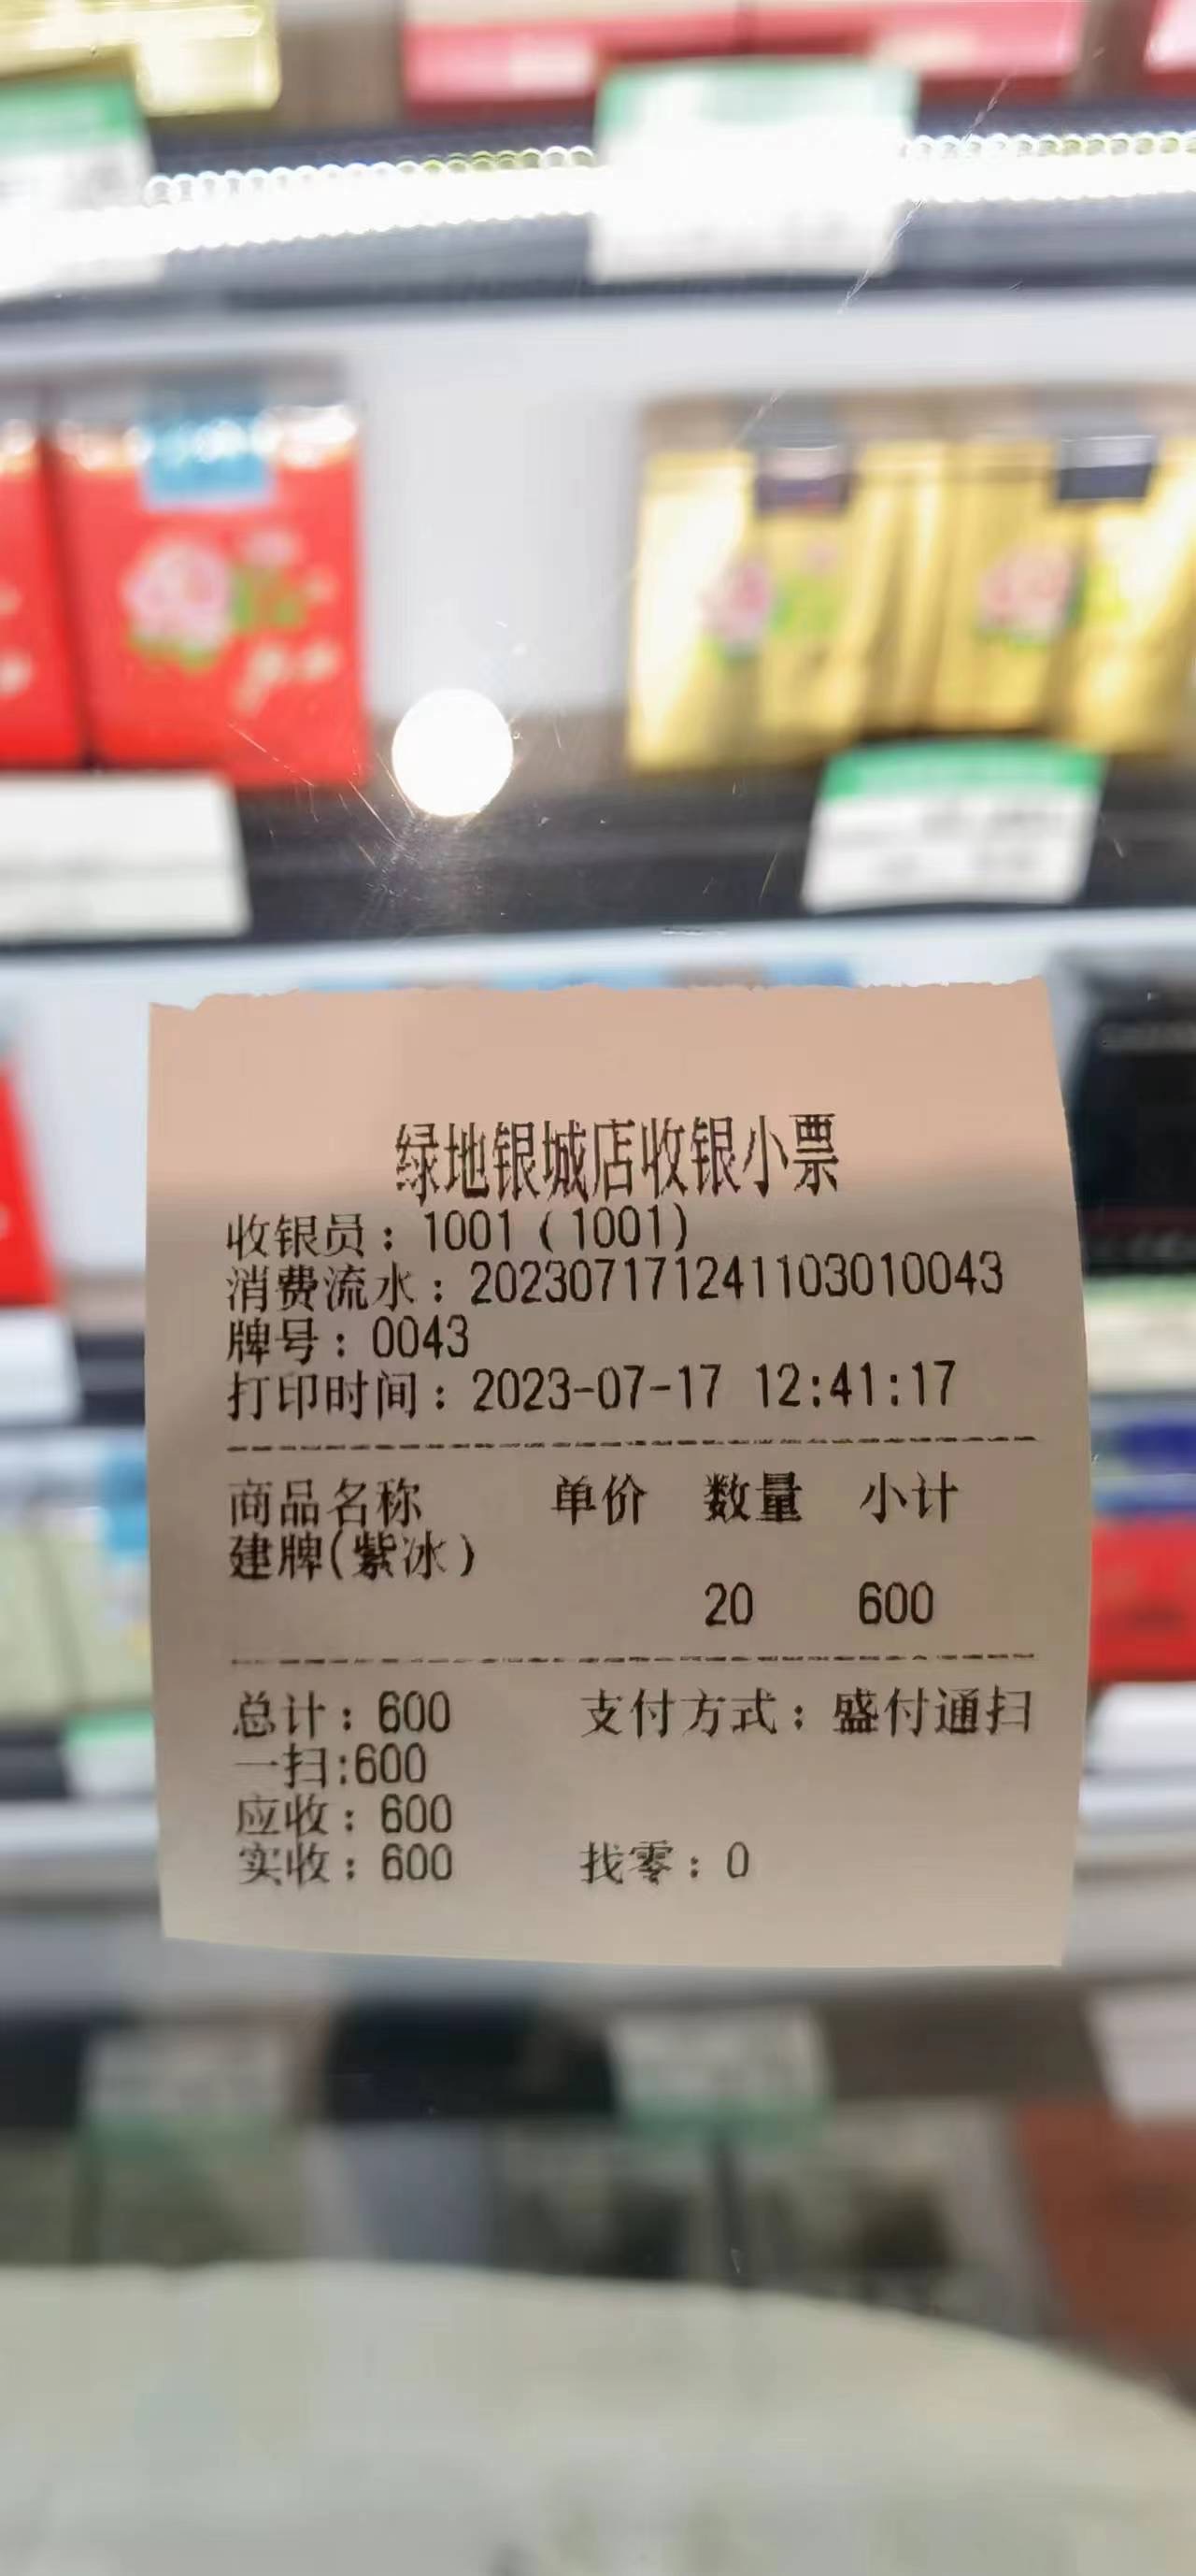 绿地银城店收银小票
收银员：1001（1001）
消费流水：202307171241103010043
牌号：0043
打印时间：2023-07-17 12:41:17
商品名称 单价 数量 小计
建牌(紫冰)
20 600
总计：600 支付方式：盛付通扫
一扫:600
应收：600
实收：600 找零：0